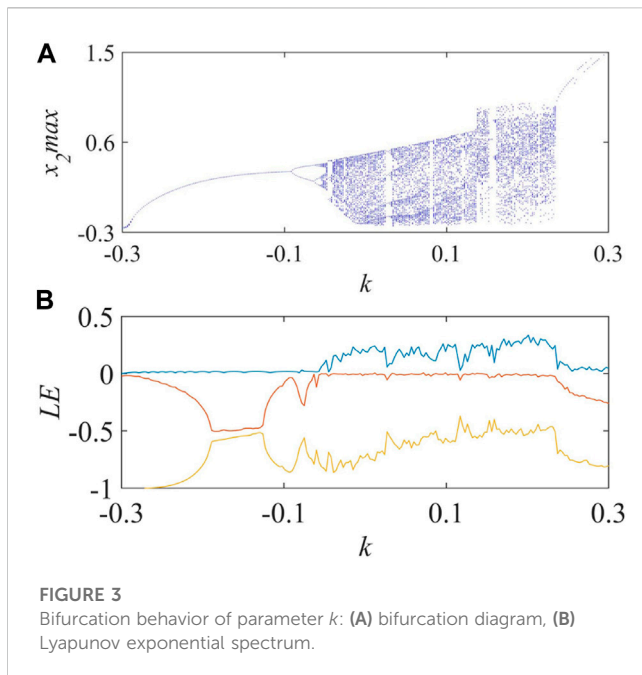 A
1.5
0.6
-0.3
x₂max
-0.3
-0.1
0.1
0.3
k
B
0.5
0
-0.5
-1
LE
-0.3
-0.1
0.1
0.3
k
FIGURE 3
Bifurcation behavior of parameter k: (A) bifurcation diagram, (B)
Lyapunov exponential spectrum.